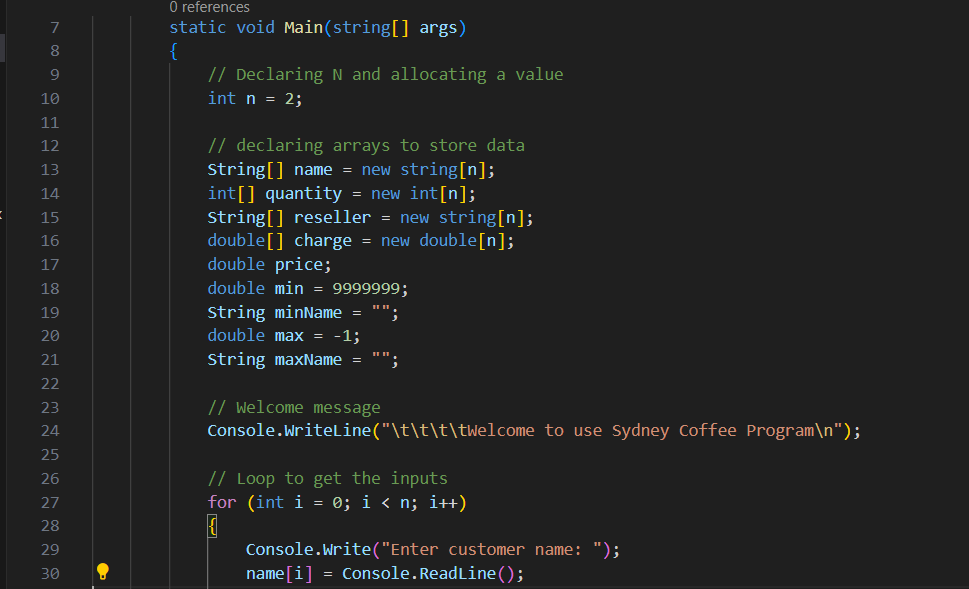 0 references
7 static void Main(string[] args)
8 {
9 // Declaring N and allocating a value
10 int n = 2;
11
12 // declaring arrays to store data
13 String[] name = new string[n];
14 int[] quantity = new int[n];
15 String[] reseller = new string[n];
16 double[] charge = new double[n];
17 double price;
18 double min = 9999999;
19 String minName = "";
20 double max = -1;
21 String maxName = "";
22
23 // Welcome message
24 Console.WriteLine("\t\t\t\tWelcome to use Sydney Coffee Program\n");
25
26 // Loop to get the inputs
27 for (int i = 0; i < n; i++)
28 {
29 Console.Write("Enter customer name: ");
30 name[i] = Console.ReadLine();